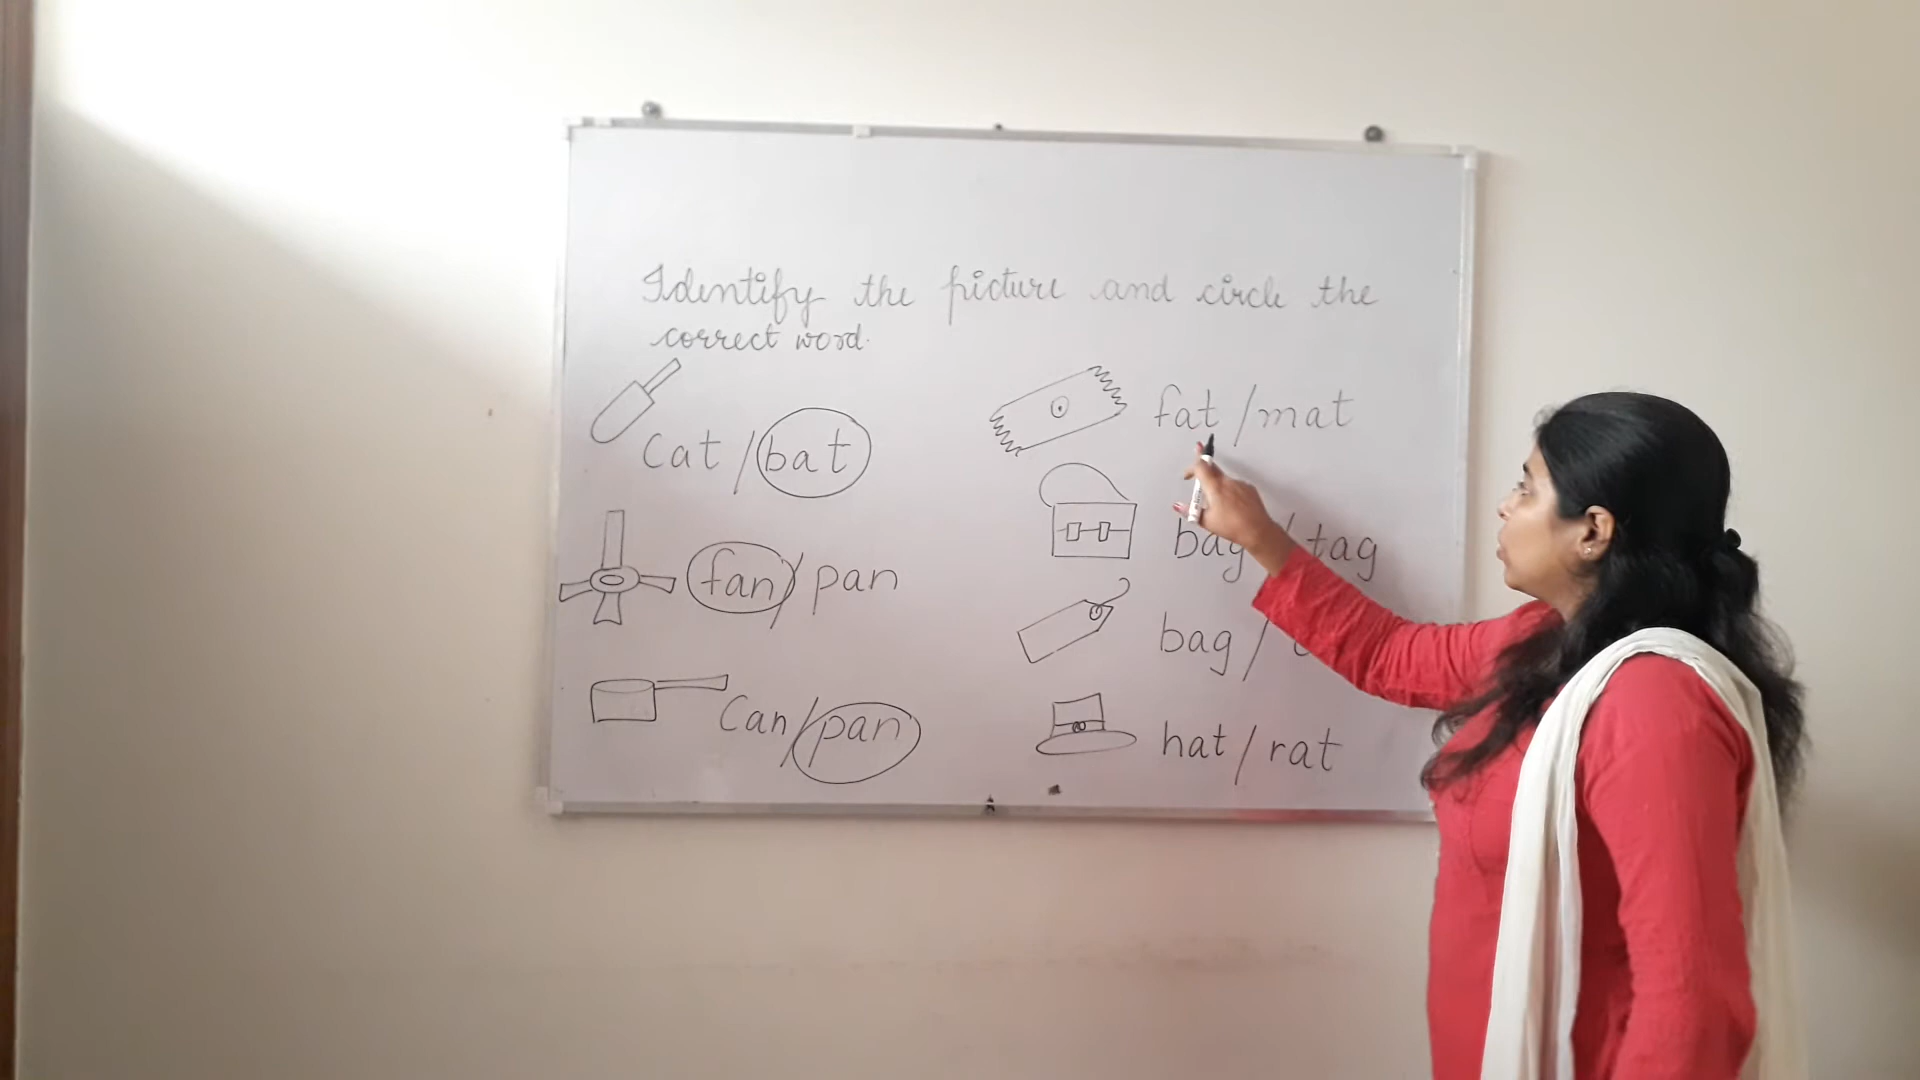 Identify the picture and circle the
correct word.
Cat / bat
fan / pan
Can / pan
fat / mat
bag / tag
bag /
hat / rat